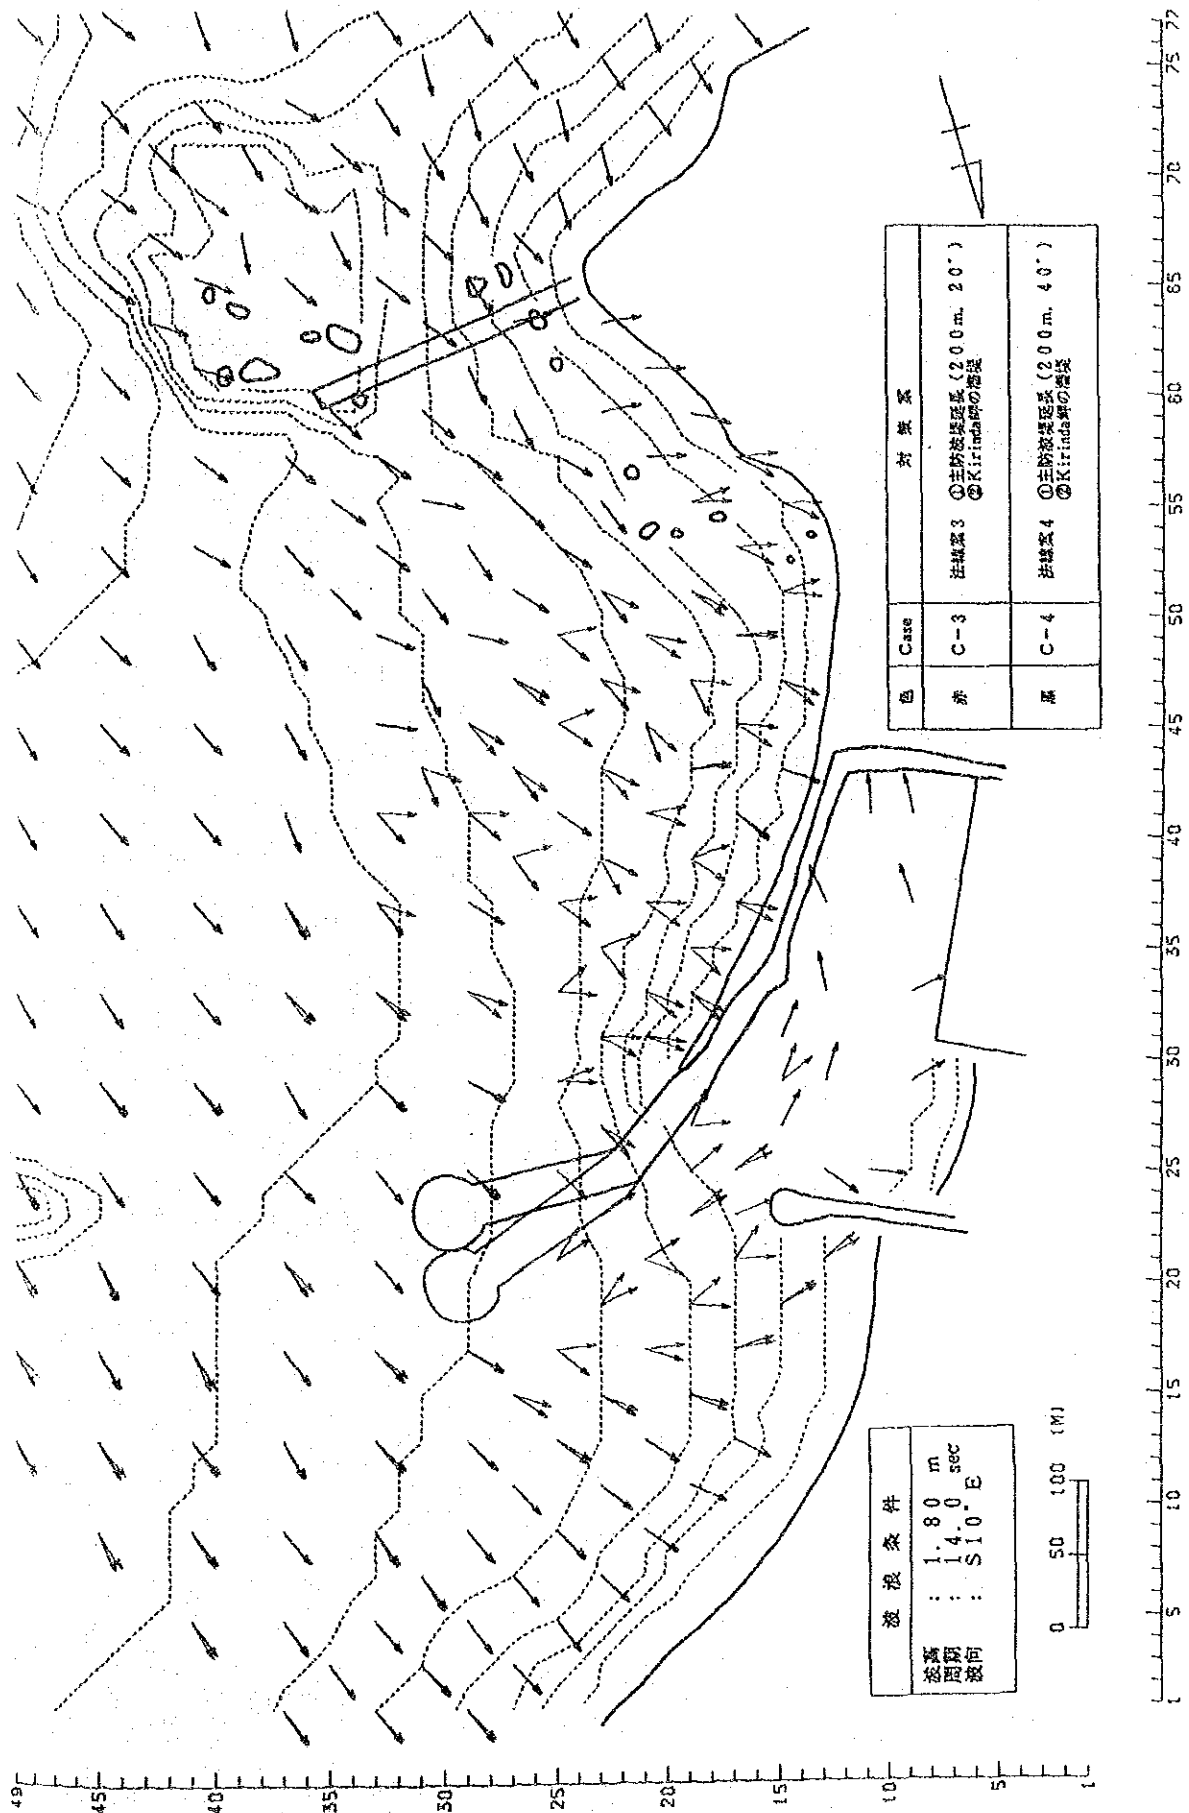 色 Case 対策案
赤 C-3 法線案3 ①主防波堤延長(200m, 20°)
②Kirinda岬の潜堤
黒 C-4 法線案4 ①主防波堤延長(200m, 40°)
②Kirinda岬の潜堤
波浪条件
波高 : 1.80 m
周期 : 14.0 sec
波向 : S10°E
0 50 100 (M)
49 45 40 35 30 25 20 15 10 5 1
1 5 10 15 20 25 30 35 40 45 50 55 60 65 70 75 77